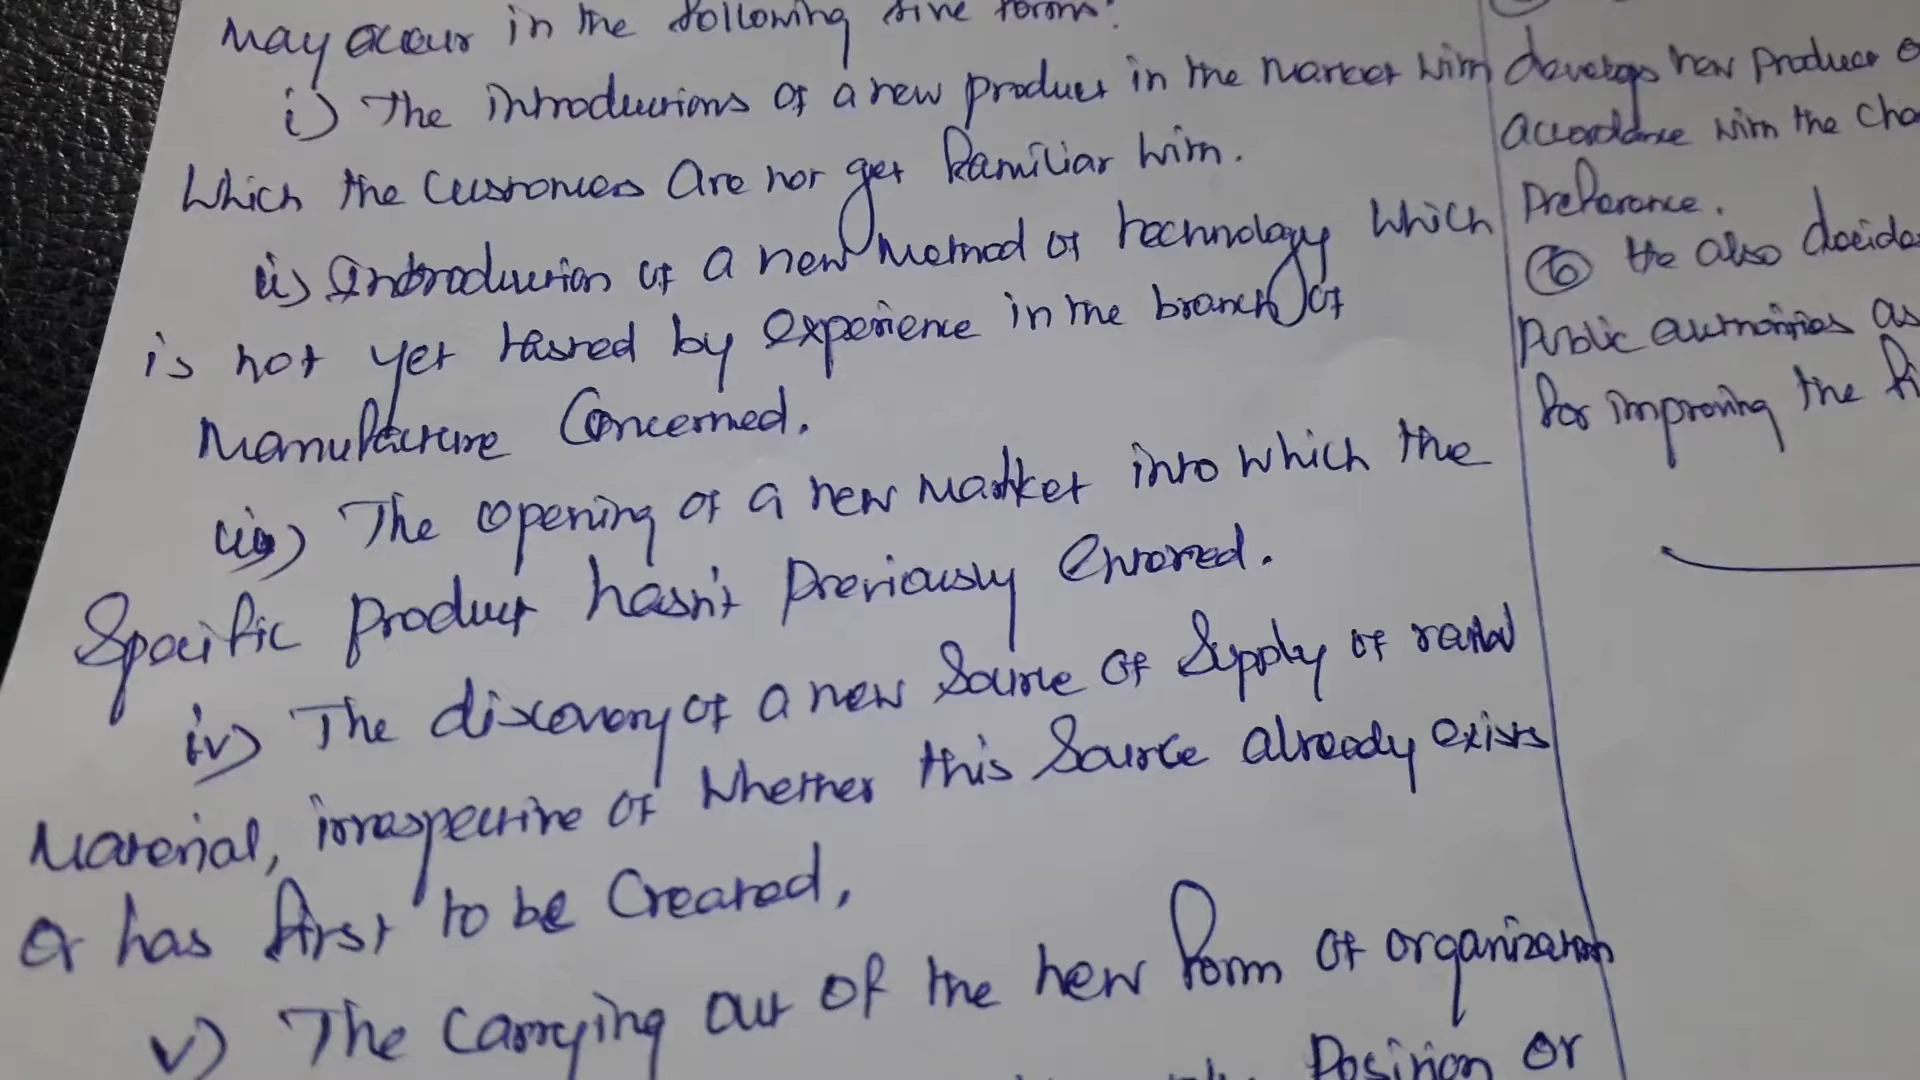 May occur in the following five forms:
i) The introductions of a new product in the market with
which the customers are not get familiar with.
ii) Introduction of a new method of technology which
is not yet tasted by experience in the branch of
Manufacture Concerned.
iii) The opening of a new market into which the
Specific product hasn't previously entered.
iv) The discovery of a new source of supply of raw
Material, irrespective of whether this source already exists
or has first to be created,
v) The carrying out of the new form of organization
Position or
develops new product
accordance with the
Preference.
⑥ He also decides
Public authorities as
for improving the